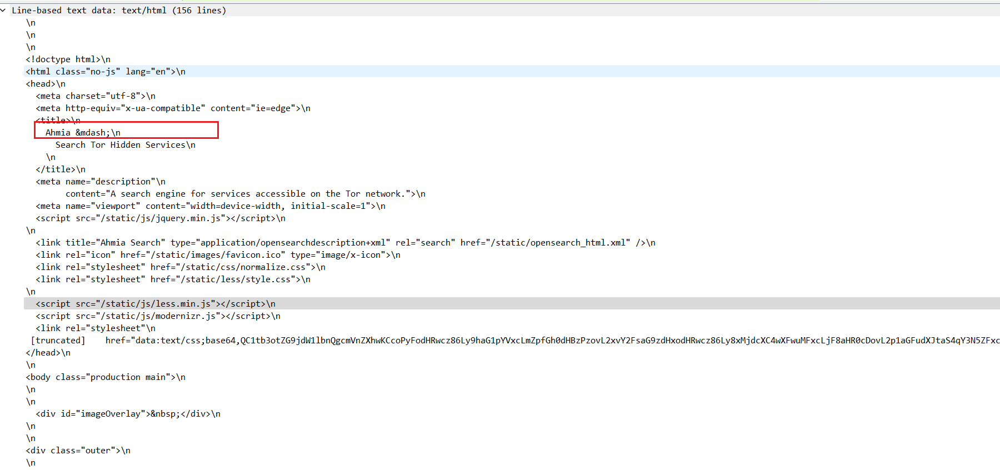 Line-based text data: text/html (156 lines)
\n
\n
\n
<!doctype html>\n
<html class="no-js" lang="en">\n
<head>\n
<meta charset="utf-8">\n
<meta http-equiv="x-ua-compatible" content="ie=edge">\n
<title>\n
Ahmia &mdash;\n
Search Tor Hidden Services\n
\n
</title>\n
<meta name="description"\n
content="A search engine for services accessible on the Tor network.">\n
<meta name="viewport" content="width=device-width, initial-scale=1">\n
<script src="/static/js/jquery.min.js"></script>\n
\n
<link title="Ahmia Search" type="application/opensearchdescription+xml" rel="search" href="/static/opensearch_html.xml" />\n
<link rel="icon" href="/static/images/favicon.ico" type="image/x-icon">\n
<link rel="stylesheet" href="/static/css/normalize.css">\n
<link rel="stylesheet" href="/static/less/style.css">\n
\n
<script src="/static/js/less.min.js"></script>\n
<script src="/static/js/modernizr.js"></script>\n
<link rel="stylesheet"\n
[truncated] href="data:text/css;base64,QC1tb3otZG9jdW1lbnQgcmVnZXhwKCcoPyFodHRwcz86Ly9haG1pYVxcLmZpfGh0dHBzPzovL2xvY2FsaG9zdHxodHRwcz86Ly8xMjdcXC4wXFwuMFxcLjF8aHR0cDovL2p1aGFudXJtaS4qY3N5ZFxc
</head>\n
\n
<body class="production main">\n
\n
\n
<div id="imageOverlay">&nbsp;</div>\n
\n
\n
<div class="outer">\n
\n